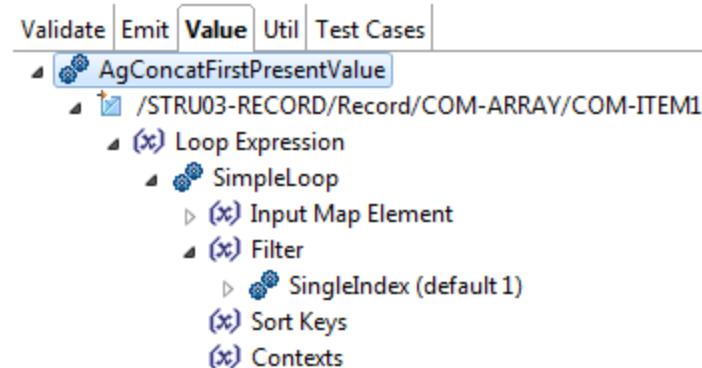 Validate Emit Value Util Test Cases
AgConcatFirstPresentValue
/STRU03-RECORD/Record/COM-ARRAY/COM-ITEM1
(x) Loop Expression
SimpleLoop
(x) Input Map Element
(x) Filter
SingleIndex (default 1)
(x) Sort Keys
(x) Contexts